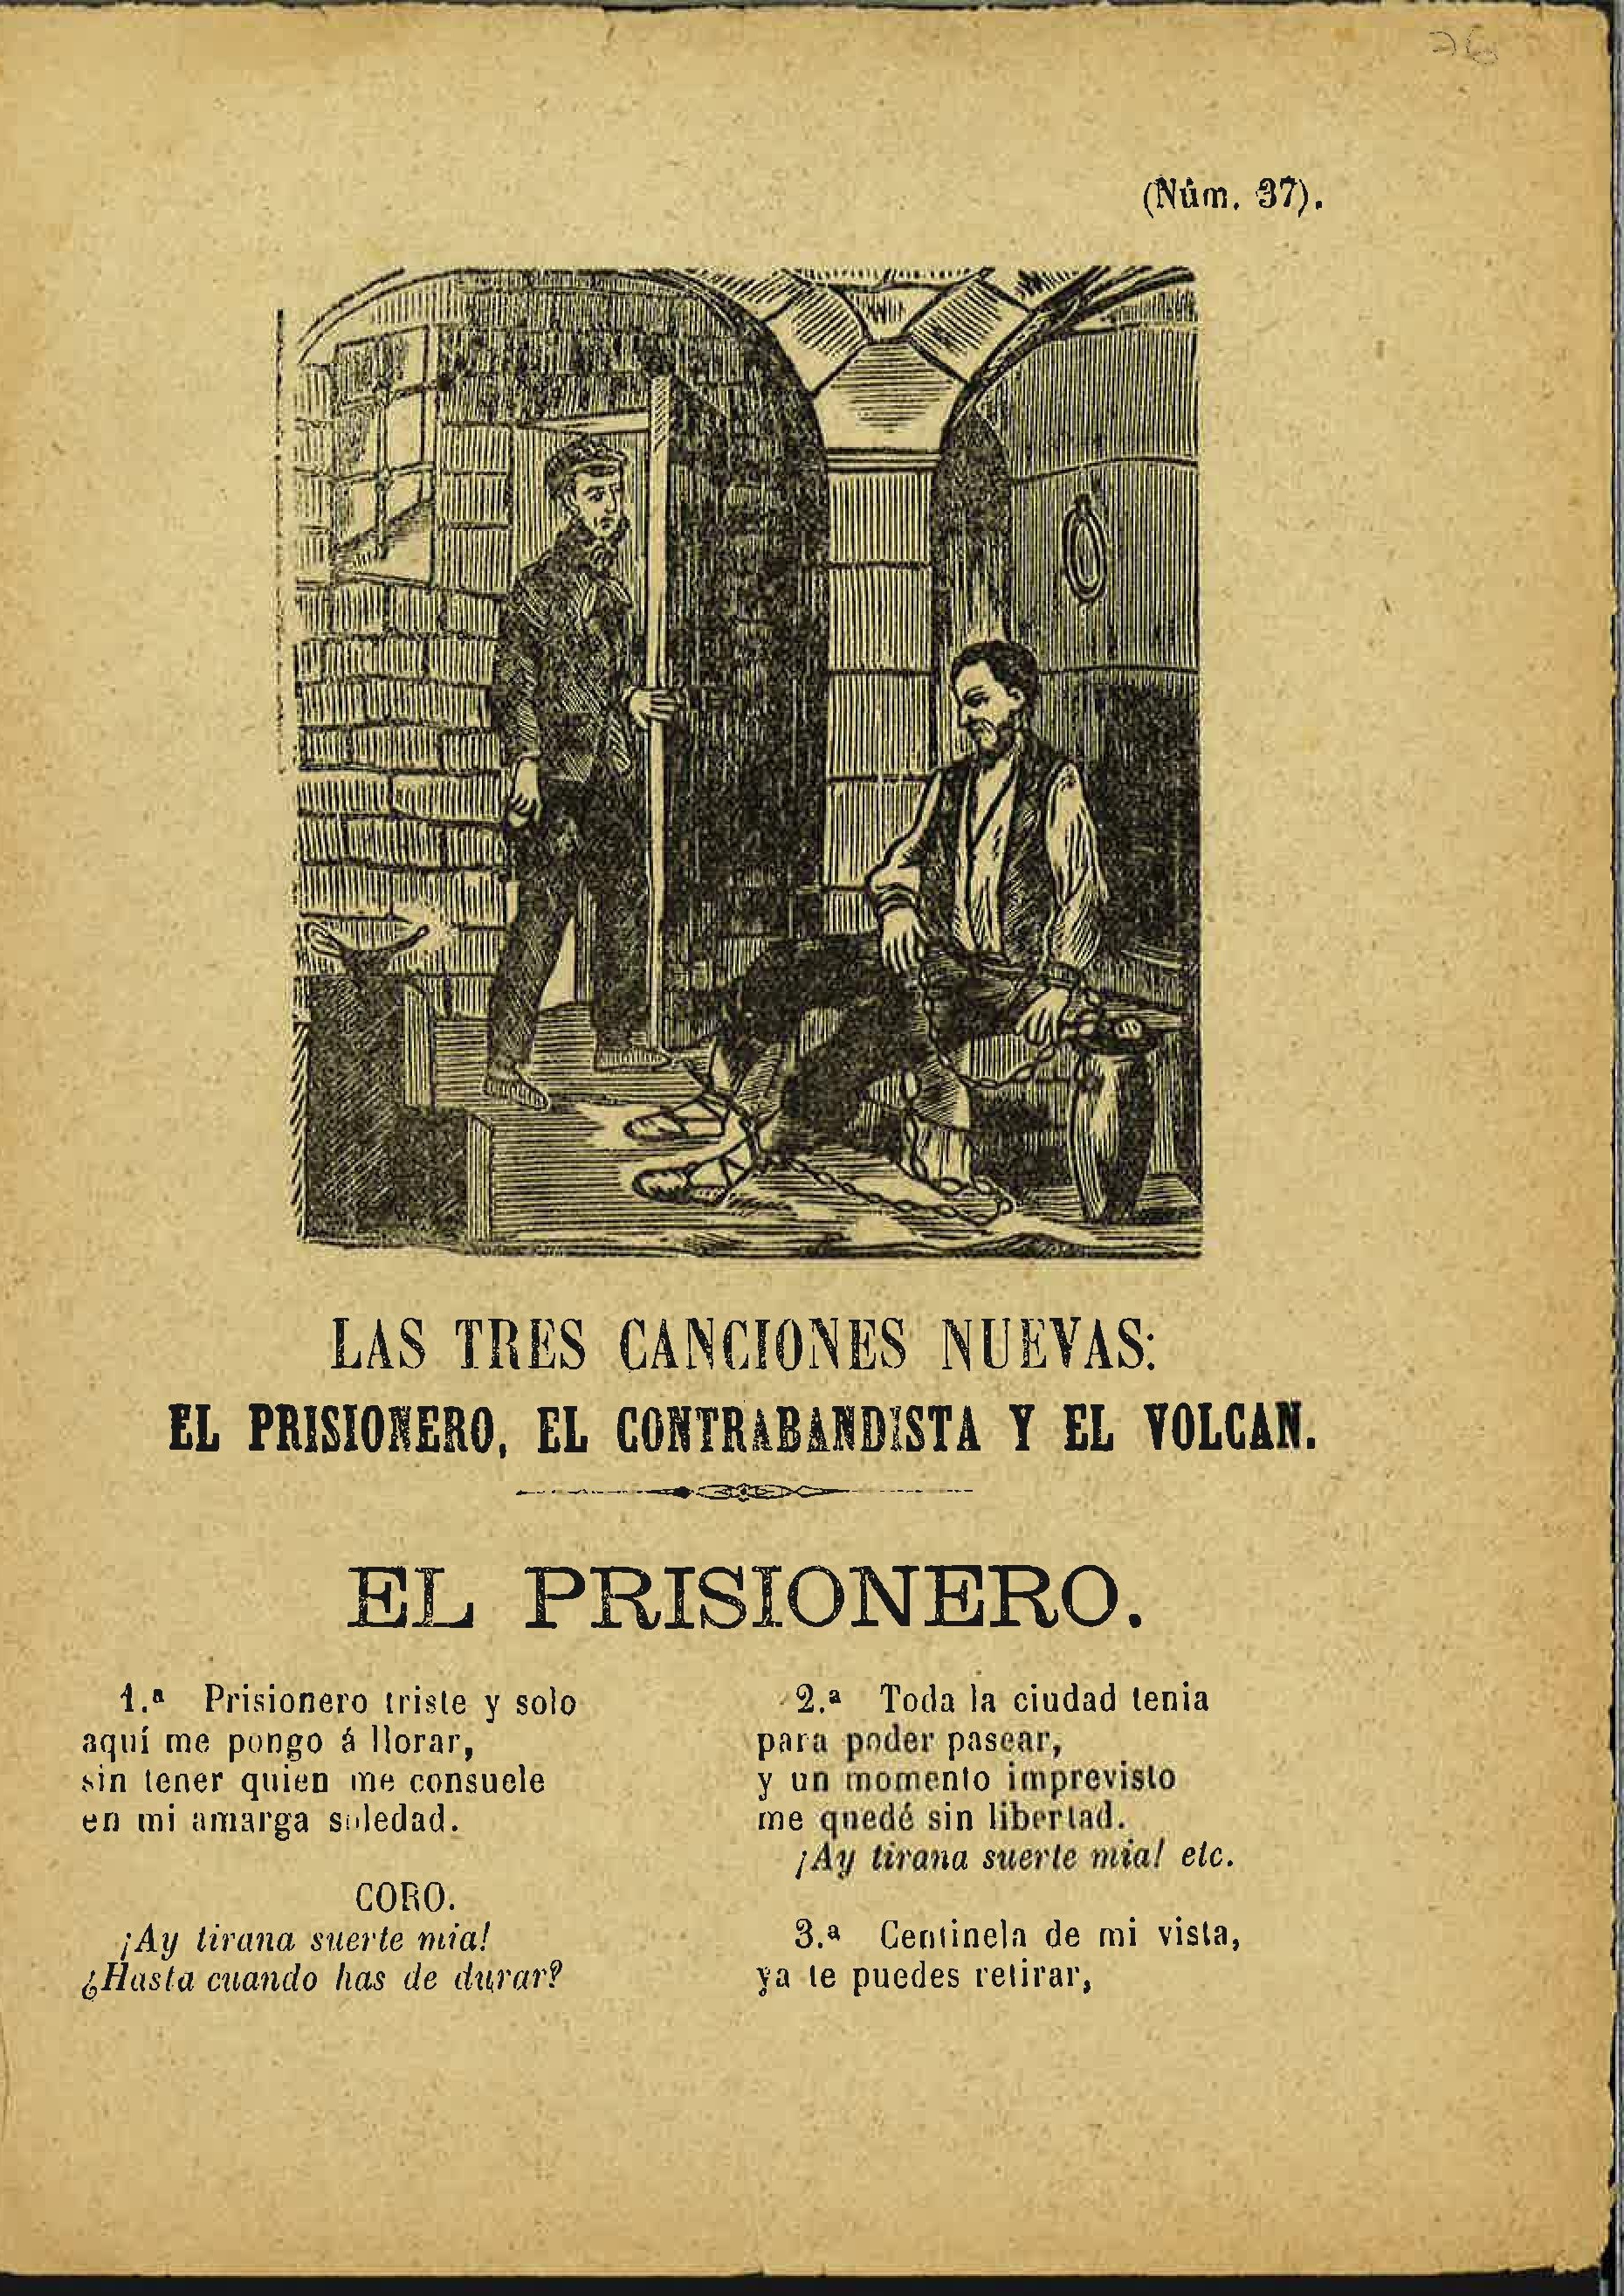 (Núm. 37).
LAS TRES CANCIONES NUEVAS:
EL PRISIONERO, EL CONTRABANDISTA Y EL VOLCAN.
EL PRISIONERO.
1.ª Prisionero triste y solo
aquí me pongo á llorar,
sin tener quien me consuele
en mi amarga soledad.
CORO.
¡Ay tirana suerte mia!
¿Hasta cuando has de durar?
2.ª Toda la ciudad tenia
para poder pasear,
y un momento imprevisto
me quedé sin libertad.
¡Ay tirana suerte mia! etc.
3.ª Centinela de mi vista,
ya te puedes retirar,